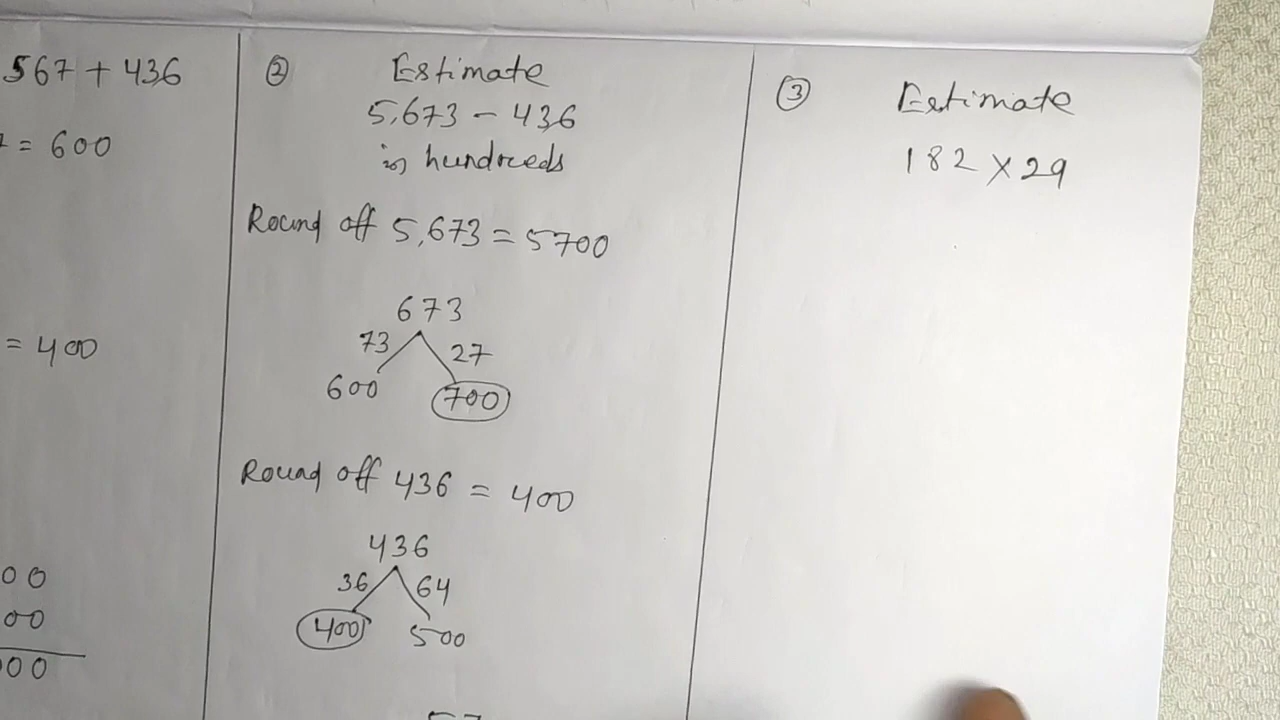 567 + 436
= 600
= 400
00
00
00
②
Estimate
5,673 - 436
in hundreds
Round off 5,673 = 5700
673
73 27
600 700
Round off 436 = 400
436
36 64
400 500
57
③
Estimate
182 × 29